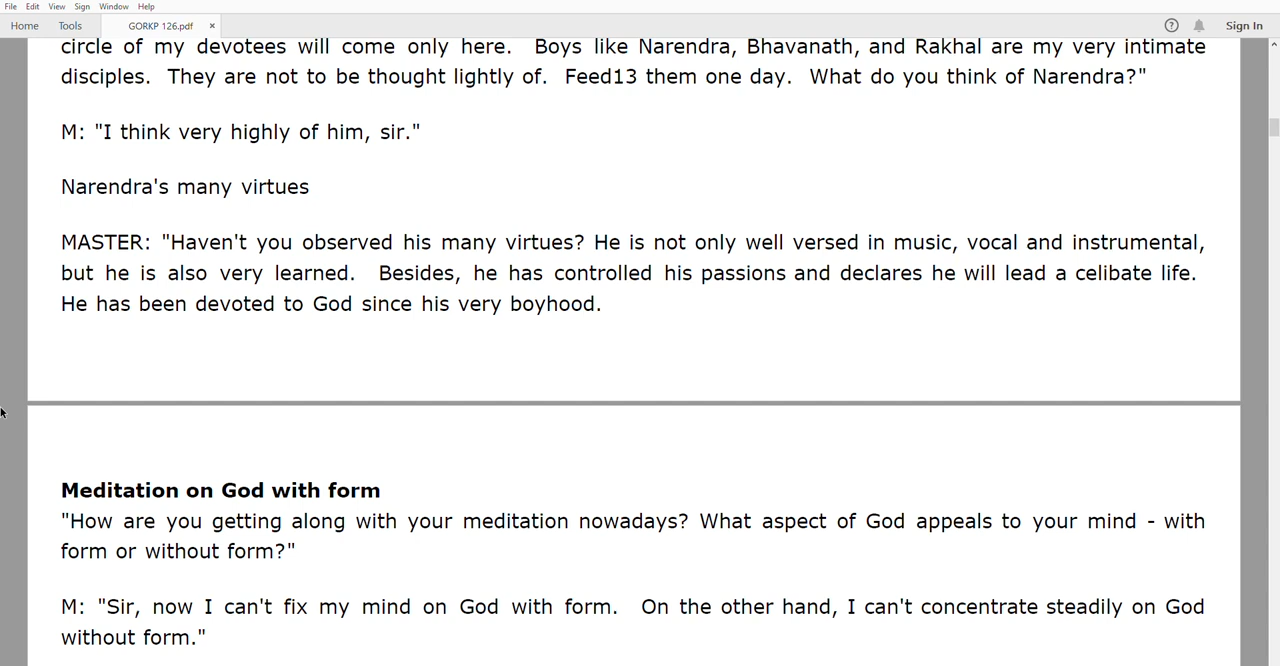 File Edit View Sign Window Help
Home Tools GORKP 126.pdf × ? Sign In
circle of my devotees will come only here. Boys like Narendra, Bhavanath, and Rakhal are my very intimate
disciples. They are not to be thought lightly of. Feed13 them one day. What do you think of Narendra?"
M: "I think very highly of him, sir."
Narendra's many virtues
MASTER: "Haven't you observed his many virtues? He is not only well versed in music, vocal and instrumental,
but he is also very learned. Besides, he has controlled his passions and declares he will lead a celibate life.
He has been devoted to God since his very boyhood.
Meditation on God with form
"How are you getting along with your meditation nowadays? What aspect of God appeals to your mind - with
form or without form?"
M: "Sir, now I can't fix my mind on God with form. On the other hand, I can't concentrate steadily on God
without form."